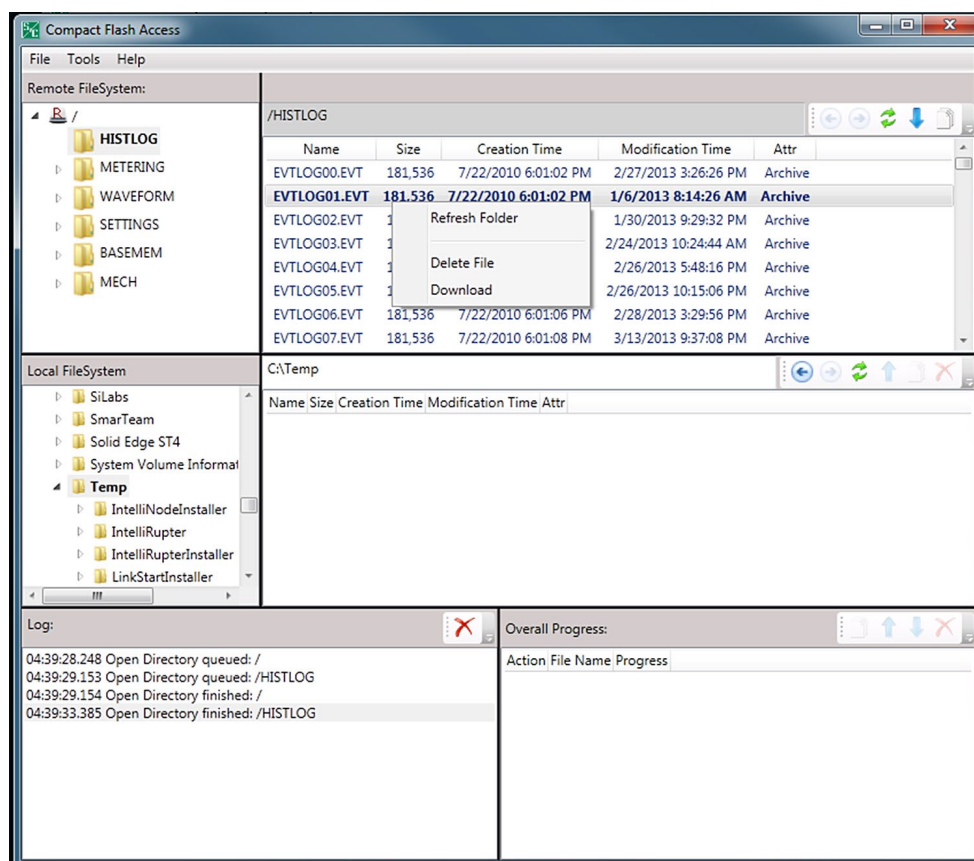 Compact Flash Access
File Tools Help
Remote FileSystem:
/
HISTLOG
METERING
WAVEFORM
SETTINGS
BASEMEM
MECH
/HISTLOG
Name Size Creation Time Modification Time Attr
EVTLOG00.EVT 181,536 7/22/2010 6:01:02 PM 2/27/2013 3:26:26 PM Archive
EVTLOG01.EVT 181,536 7/22/2010 6:01:02 PM 1/6/2013 8:14:26 AM Archive
EVTLOG02.EVT 1 1/30/2013 9:29:32 PM Archive
EVTLOG03.EVT 1 2/24/2013 10:24:44 AM Archive
EVTLOG04.EVT 1 2/26/2013 5:48:16 PM Archive
EVTLOG05.EVT 1 2/26/2013 10:15:06 PM Archive
EVTLOG06.EVT 181,536 7/22/2010 6:01:06 PM 2/28/2013 3:29:56 PM Archive
EVTLOG07.EVT 181,536 7/22/2010 6:01:08 PM 3/13/2013 9:37:08 PM Archive
Refresh Folder
Delete File
Download
Local FileSystem
SiLabs
SmarTeam
Solid Edge ST4
System Volume Informat
Temp
IntelliNodeInstaller
IntelliRupter
IntelliRupterInstaller
LinkStartInstaller
C:\Temp
Name Size Creation Time Modification Time Attr
Log:
04:39:28.248 Open Directory queued: /
04:39:29.153 Open Directory queued: /HISTLOG
04:39:29.154 Open Directory finished: /
04:39:33.385 Open Directory finished: /HISTLOG
Overall Progress:
Action File Name Progress